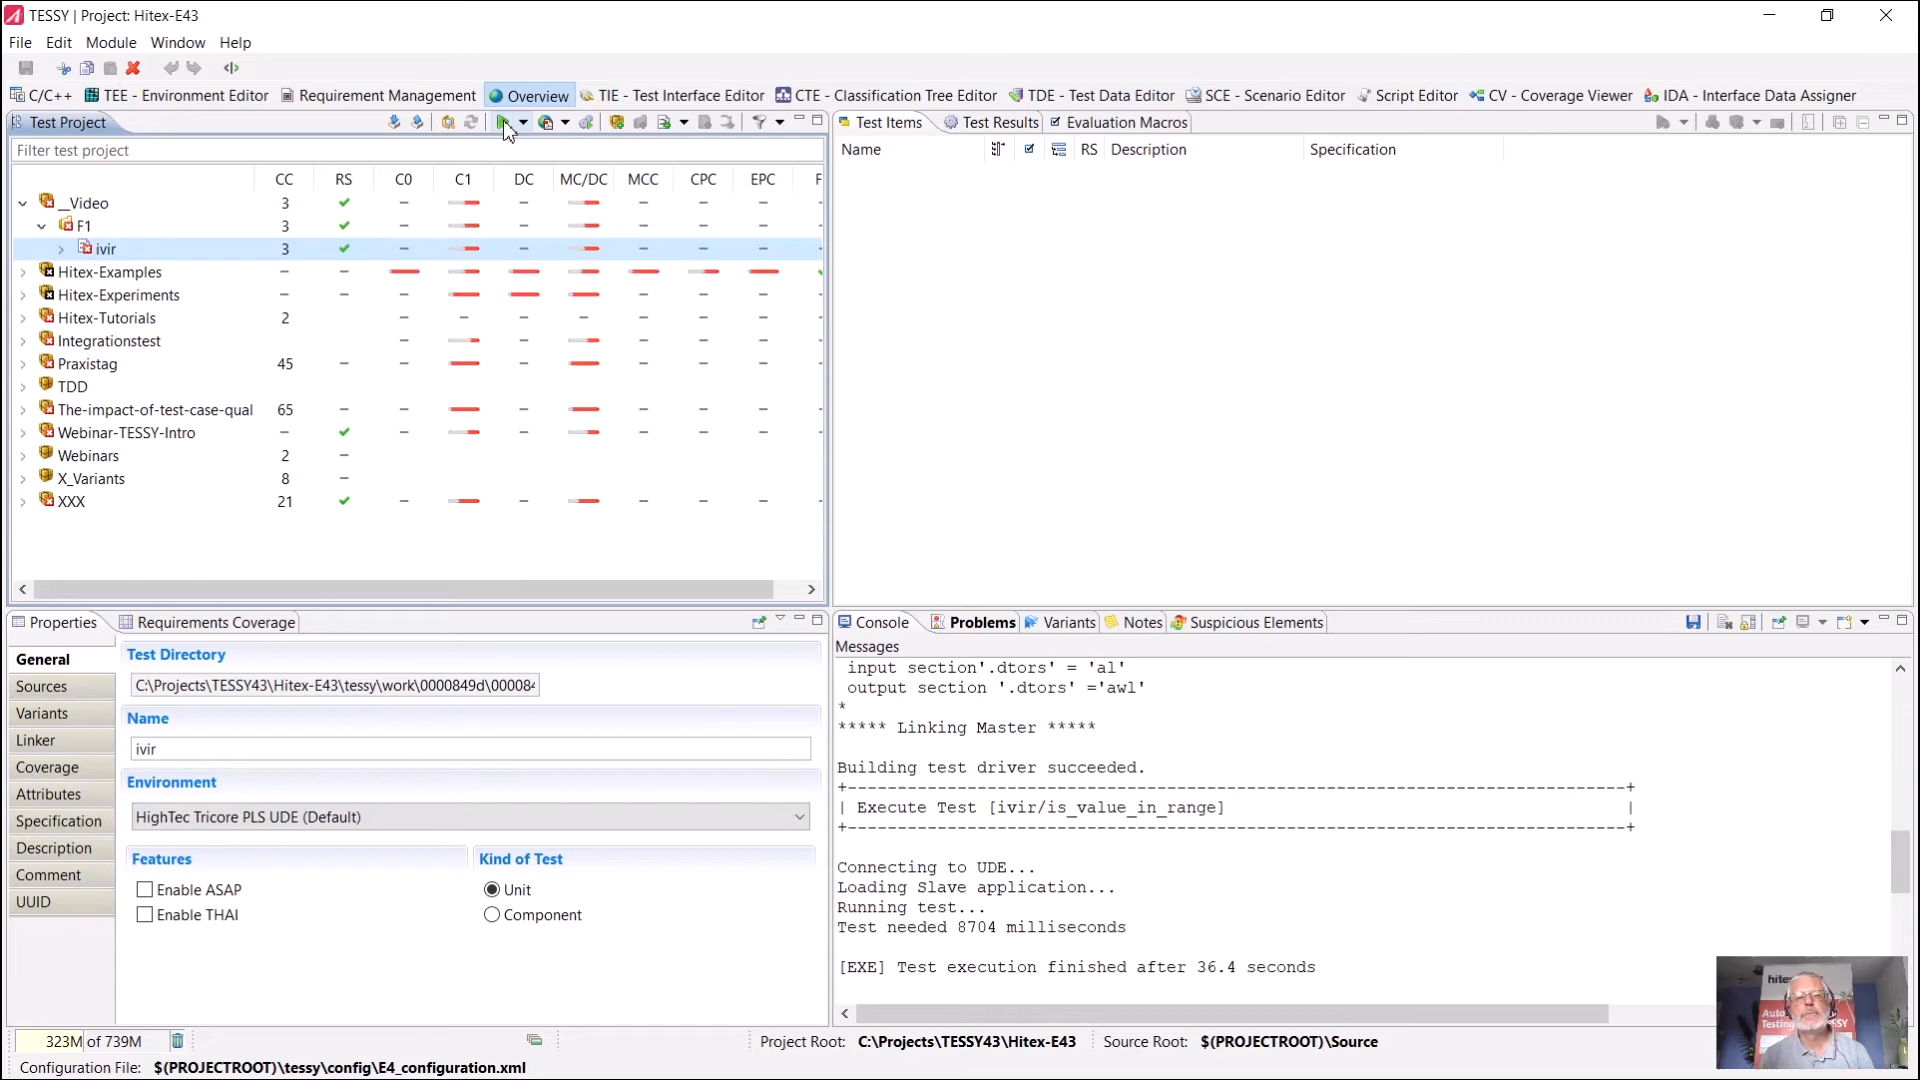 TESSY | Project: Hitex-E43
File Edit Module Window Help
C/C++ TEE - Environment Editor Requirement Management Overview TIE - Test Interface Editor CTE - Classification Tree Editor TDE - Test Data Editor SCE - Scenario Editor Script Editor CV - Coverage Viewer IDA - Interface Data Assigner
Test Project
Filter test project
CC RS C0 C1 DC MC/DC MCC CPC EPC F
__Video 3
F1 3
ivir 3
Hitex-Examples
Hitex-Experiments
Hitex-Tutorials 2
Integrationstest
Praxistag 45
TDD
The-impact-of-test-case-qual 65
Webinar-TESSY-Intro
Webinars 2
X_Variants 8
XXX 21
Test Items Test Results Evaluation Macros
Name RS Description Specification
Properties Requirements Coverage
General
Sources
Variants
Linker
Coverage
Attributes
Specification
Description
Comment
UUID
Test Directory
C:\Projects\TESSY43\Hitex-E43\tessy\work\0000849d\000084
Name
ivir
Environment
HighTec Tricore PLS UDE (Default)
Features
Enable ASAP
Enable THAI
Kind of Test
Unit
Component
Console Problems Variants Notes Suspicious Elements
Messages
input section'.dtors' = 'al'
output section '.dtors' ='awl'
*
***** Linking Master *****
Building test driver succeeded.
+--------------------------------------------------------------------------------+
| Execute Test [ivir/is_value_in_range] |
+--------------------------------------------------------------------------------+
Connecting to UDE...
Loading Slave application...
Running test...
Test needed 8704 milliseconds
[EXE] Test execution finished after 36.4 seconds
323M of 739M
Project Root: C:\Projects\TESSY43\Hitex-E43 Source Root: $(PROJECTROOT)\Source
Configuration File: $(PROJECTROOT)\tessy\config\E4_configuration.xml